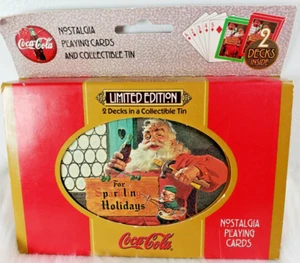 Coca-Cola
NOSTALGIA
PLAYING CARDS
AND COLLECTIBLE TIN
2
DECKS
INSIDE
LIMITED EDITION
2 Decks in a Collectible Tin
For
Sparkling
Holidays
Coca-Cola
NOSTALGIA
PLAYING
CARDS